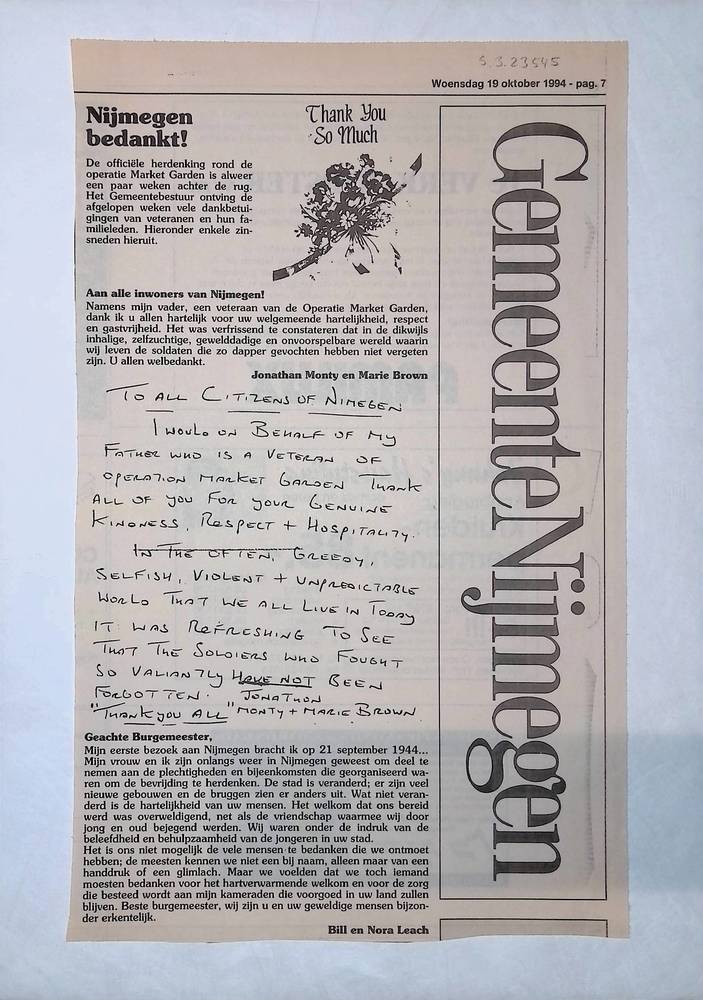 S.3.23545
Woensdag 19 oktober 1994 - pag. 7
Nijmegen
bedankt!
De officiële herdenking rond de
operatie Market Garden is alweer
een paar weken achter de rug.
Het Gemeentebestuur ontving de
afgelopen weken vele dankbetui-
gingen van veteranen en hun fa-
milieleden. Hieronder enkele zin-
sneden hieruit.
Thank You
So Much
Aan alle inwoners van Nijmegen!
Namens mijn vader, een veteraan van de Operatie Market Garden,
dank ik u allen hartelijk voor uw welgemeende hartelijkheid, respect
en gastvrijheid. Het was verfrissend te constateren dat in de dikwijls
inhalige, zelfzuchtige, gewelddadige en onvoorspelbare wereld waarin
wij leven de soldaten die zo dapper gevochten hebben niet vergeten
zijn. U allen welbedankt.
Jonathan Monty en Marie Brown
TO ALL CITIZENS OF NIMEGEN
I WOULD ON BEHALF OF MY
FATHER WHO IS A VETERAN OF
OPERATION MARKET GARDEN THANK
ALL OF YOU FOR YOUR GENUINE
KINDNESS, RESPECT + HOSPITALITY.
IN THE OFTEN, GREEDY,
SELFISH, VIOLENT + UNPREDICTABLE
WORLD THAT WE ALL LIVE IN TODAY
IT WAS REFRESHING TO SEE
THAT THE SOLDIERS WHO FOUGHT
SO VALIANTLY HAVE NOT BEEN
FORGOTTEN. JONATHON
"THANK YOU ALL" MONTY + MARIE BROWN
Geachte Burgemeester,
Mijn eerste bezoek aan Nijmegen bracht ik op 21 september 1944...
Mijn vrouw en ik zijn onlangs weer in Nijmegen geweest om deel te
nemen aan de plechtigheden en bijeenkomsten die georganiseerd wa-
ren om de bevrijding te herdenken. De stad is veranderd; er zijn veel
nieuwe gebouwen en de bruggen zien er anders uit. Wat niet veran-
derd is de hartelijkheid van uw mensen. Het welkom dat ons bereid
werd was overweldigend, net als de vriendschap waarmee wij door
jong en oud bejegend werden. Wij waren onder de indruk van de
beleefdheid en behulpzaamheid van de jongeren in uw stad.
Het is ons niet mogelijk de vele mensen te bedanken die we ontmoet
hebben; de meesten kennen we niet een bij naam, alleen maar van een
handdruk of een glimlach. Maar we voelden dat we toch iemand
moesten bedanken voor het hartverwarmende welkom en voor de zorg
die besteed wordt aan mijn kameraden die voorgoed in uw land zullen
blijven. Beste burgemeester, wij zijn u en uw geweldige mensen bijzon-
der erkentelijk.
Bill en Nora Leach
Gemeente Nijmegen